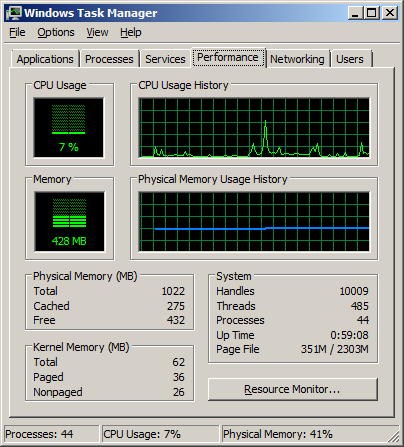 Windows Task Manager
File Options View Help
Applications Processes Services Performance Networking Users
CPU Usage CPU Usage History
7 %
Memory Physical Memory Usage History
428 MB
Physical Memory (MB)
Total 1022
Cached 275
Free 432
Kernel Memory (MB)
Total 62
Paged 36
Nonpaged 26
System
Handles 10009
Threads 485
Processes 44
Up Time 0:59:08
Page File 351M / 2303M
Resource Monitor...
Processes: 44 CPU Usage: 7% Physical Memory: 41%